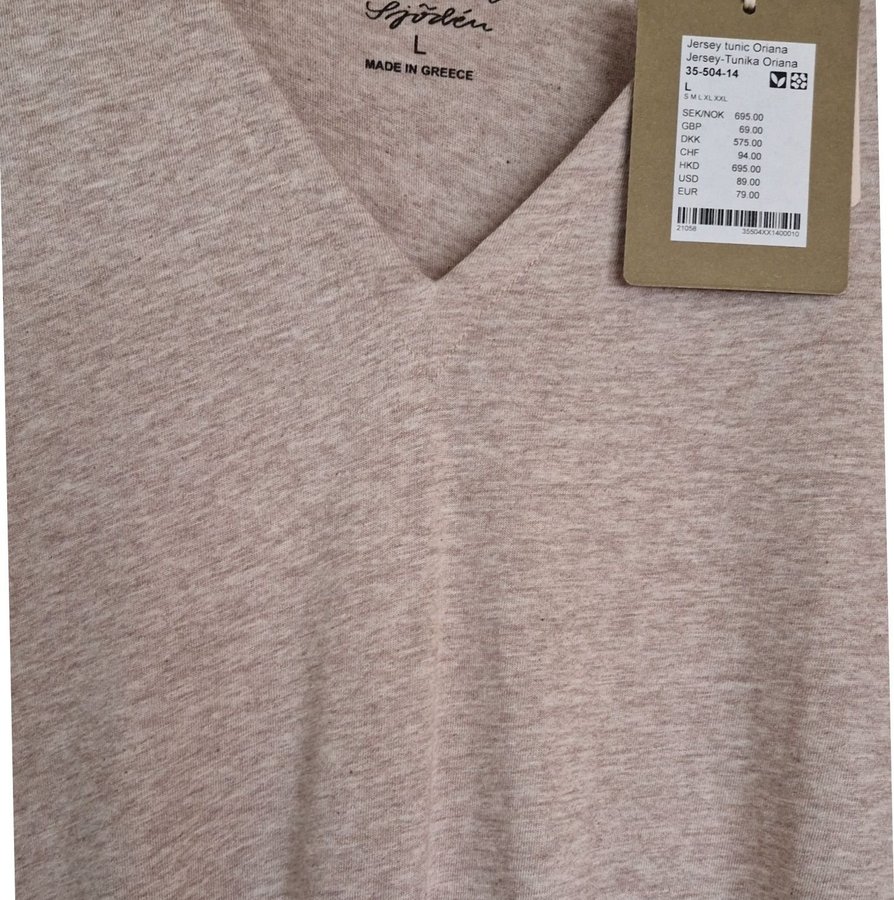 Sjödén
L
MADE IN GREECE
Jersey tunic Oriana
Jersey-Tunika Oriana
35-504-14
L
S M L XL XXL
SEK/NOK 695.00
GBP 69.00
DKK 575.00
CHF 94.00
HKD 695.00
USD 89.00
EUR 79.00
21056 35504XX1400010